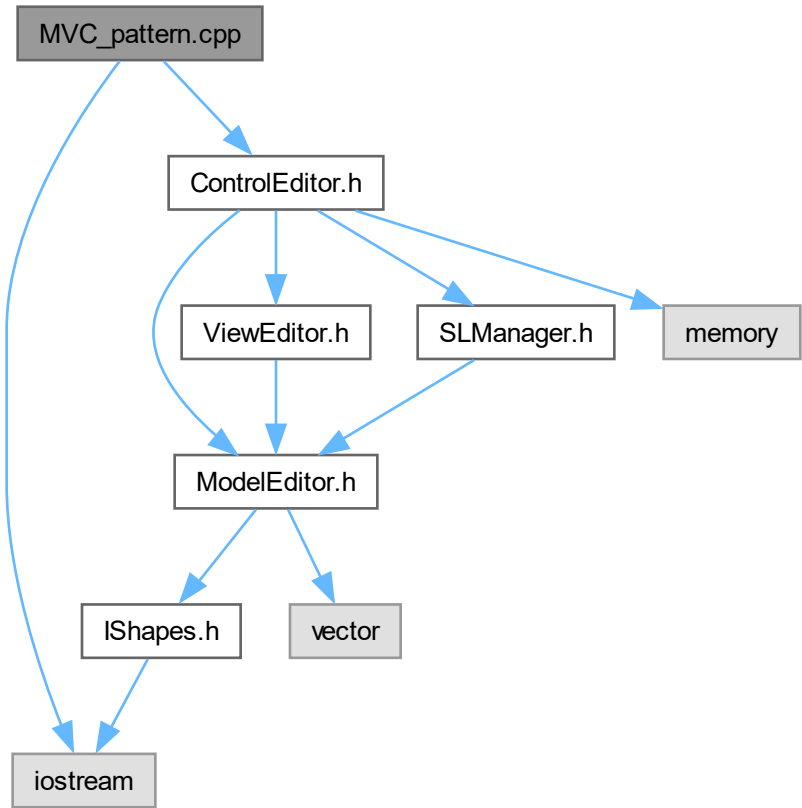 MVC_pattern.cpp
ControlEditor.h
ViewEditor.h
SLManager.h
memory
ModelEditor.h
IShapes.h
vector
iostream